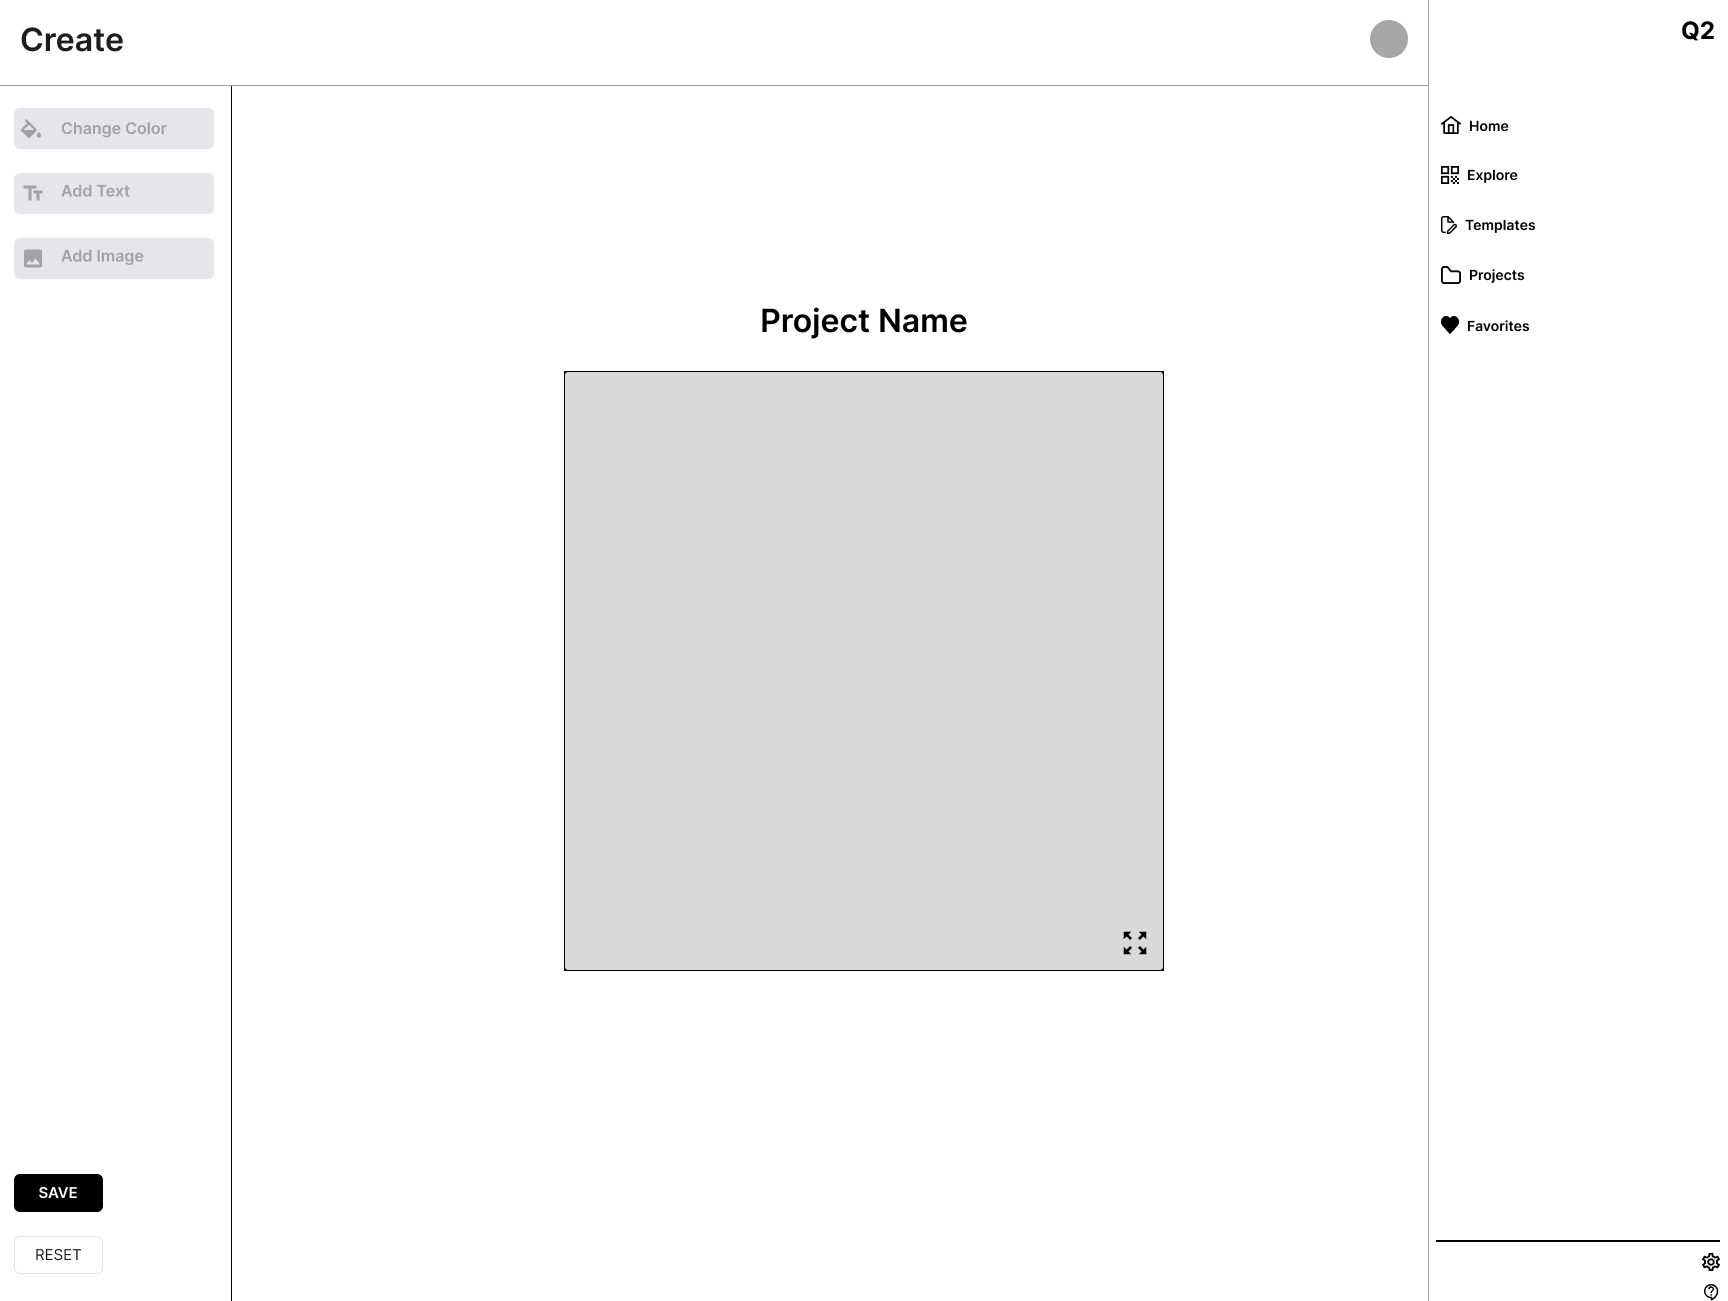 Create
Q2
Change Color
Add Text
Add Image
Project Name
SAVE
RESET
Home
Explore
Templates
Projects
Favorites